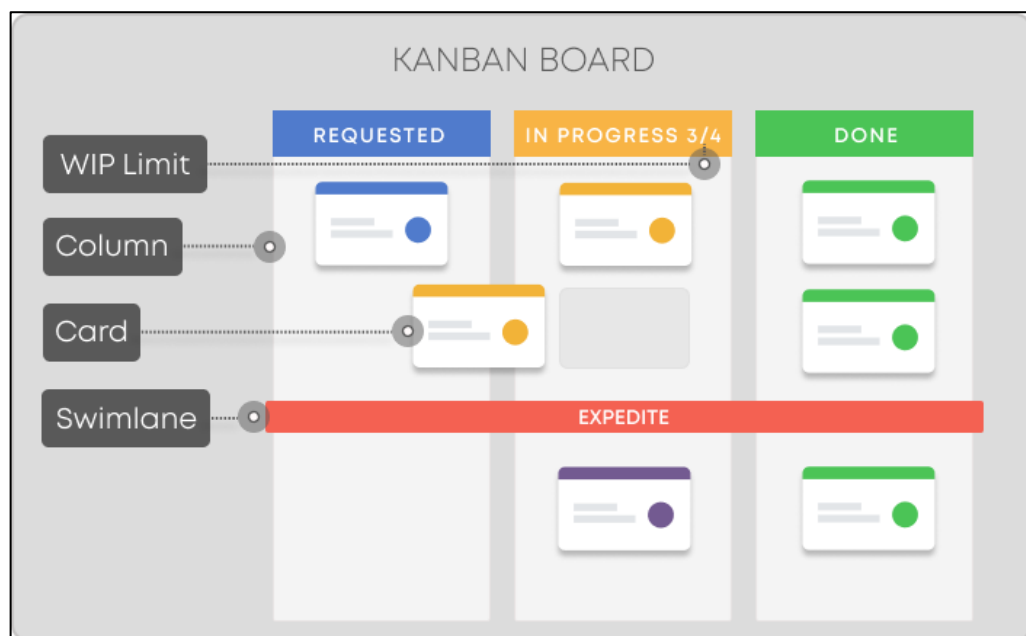 KANBAN BOARD
REQUESTED
IN PROGRESS 3/4
DONE
WIP Limit
Column
Card
Swimlane
EXPEDITE